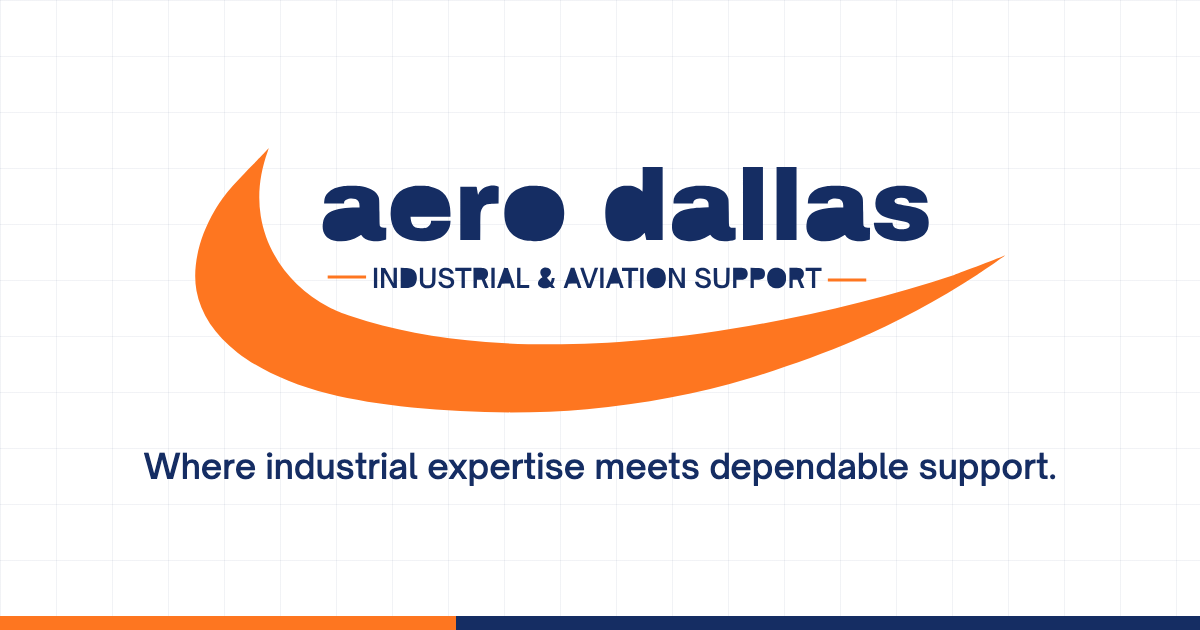 aero dallas
INDUSTRIAL & AVIATION SUPPORT
Where industrial expertise meets dependable support.